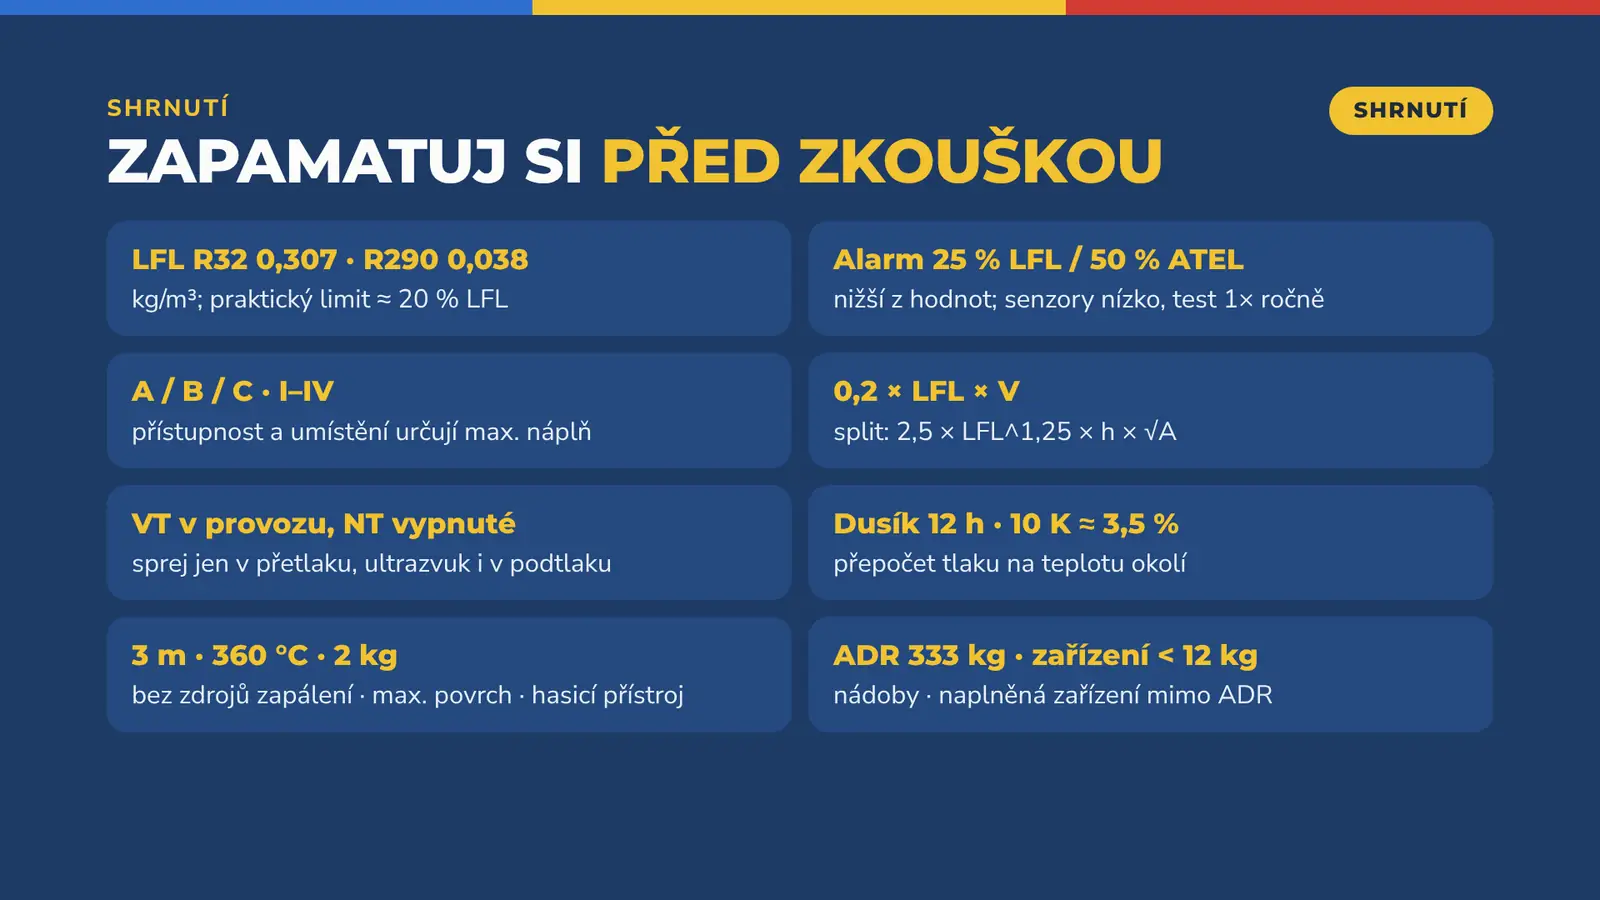 SHRNUTÍ
SHRNUTÍ
ZAPAMATUJ SI PŘED ZKOUŠKOU
LFL R32 0,307 · R290 0,038
kg/m³; praktický limit ≈ 20 % LFL
Alarm 25 % LFL / 50 % ATEL
nižší z hodnot; senzory nízko, test 1× ročně
A / B / C · I–IV
přístupnost a umístění určují max. náplň
0,2 × LFL × V
split: 2,5 × LFL^1,25 × h × √A
VT v provozu, NT vypnuté
sprej jen v přetlaku, ultrazvuk i v podtlaku
Dusík 12 h · 10 K ≈ 3,5 %
přepočet tlaku na teplotu okolí
3 m · 360 °C · 2 kg
bez zdrojů zapálení · max. povrch · hasicí přístroj
ADR 333 kg · zařízení < 12 kg
nádoby · naplněná zařízení mimo ADR